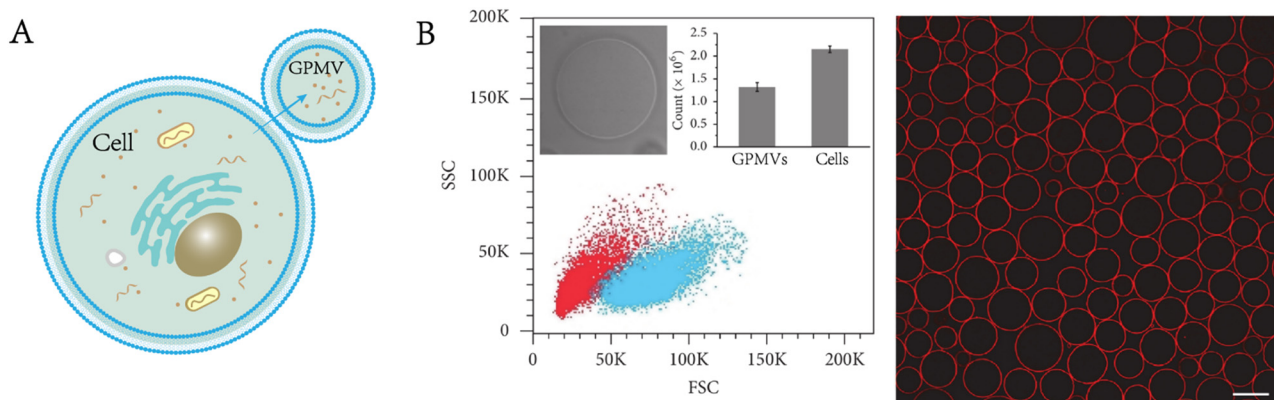 A
GPMV
Cell
B
200K
150K
100K
50K
0
SSC
0
50K
100K
150K
200K
FSC
2.5
2.0
1.5
1.0
0.5
0.0
Count (× 10⁶)
GPMVs
Cells